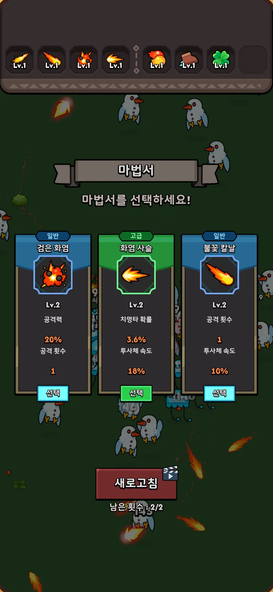 Lv.1 Lv.1 Lv.1 Lv.1 Lv.1 Lv.1 Lv.1
마법서
마법서를 선택하세요!
일반 고급 일반
검은 화염 화염 사슬 불꽃 칼날
Lv.2 Lv.2 Lv.2
공격력 치명타 확률 공격 횟수
20% 3.6% 1
공격 횟수 투사체 속도 투사체 속도
1 18% 10%
선택 선택 선택
새로고침
남은 횟수: 2/2